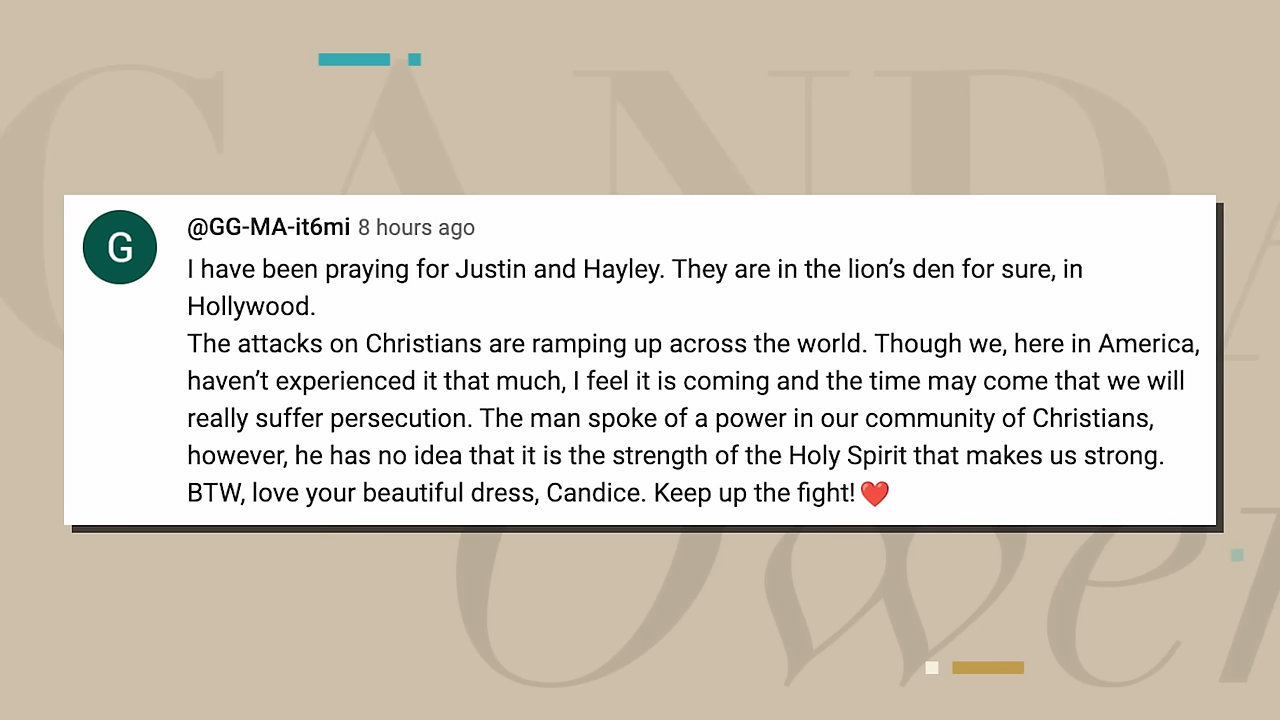 CANDA
G
@GG-MA-it6mi 8 hours ago
I have been praying for Justin and Hayley. They are in the lion’s den for sure, in
Hollywood.
The attacks on Christians are ramping up across the world. Though we, here in America,
haven’t experienced it that much, I feel it is coming and the time may come that we will
really suffer persecution. The man spoke of a power in our community of Christians,
however, he has no idea that it is the strength of the Holy Spirit that makes us strong.
BTW, love your beautiful dress, Candice. Keep up the fight!❤️
Ower